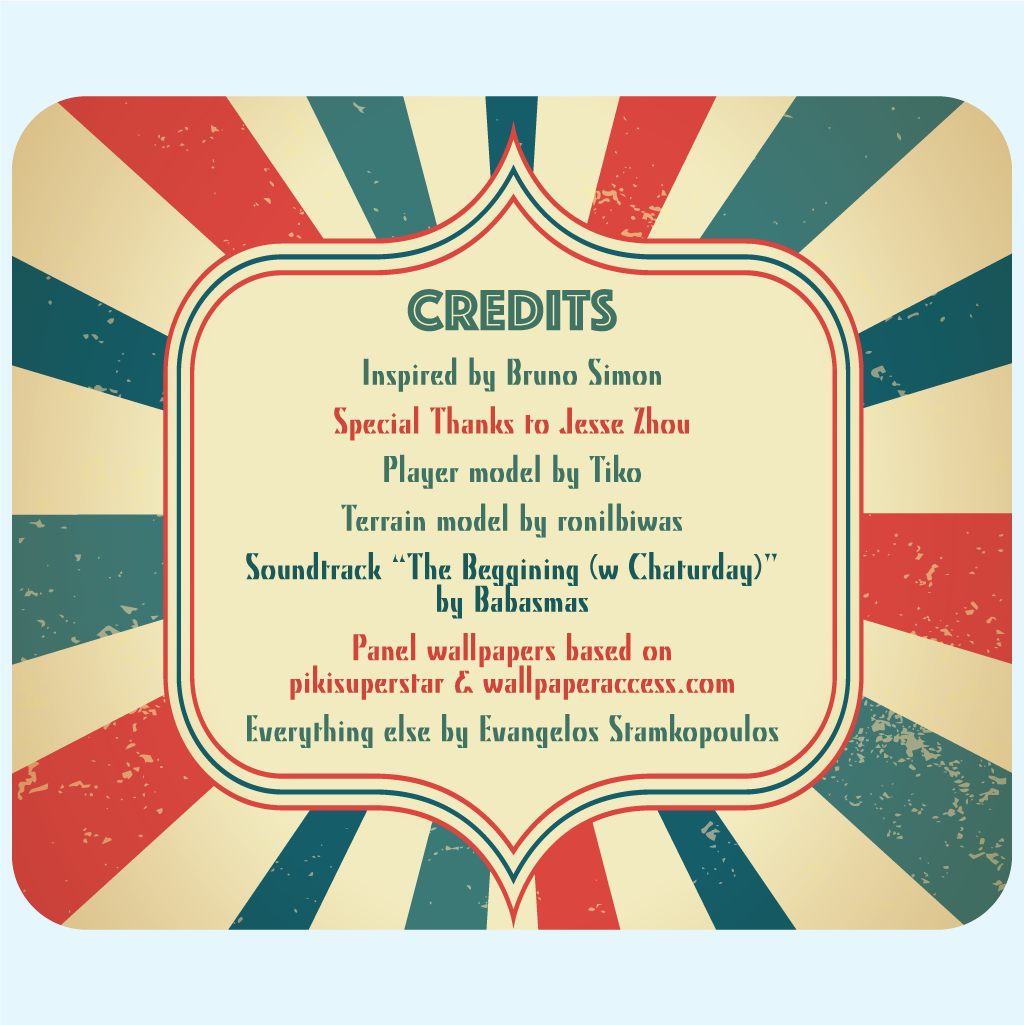 CREDITS
Inspired by Bruno Simon
Special Thanks to Jesse Zhou
Player model by Tiko
Terrain model by ronilbiwas
Soundtrack “The Beggining (w Chaturday)”
by Babasmas
Panel wallpapers based on
pikisuperstar & wallpaperaccess.com
Everything else by Evangelos Stamkopoulos